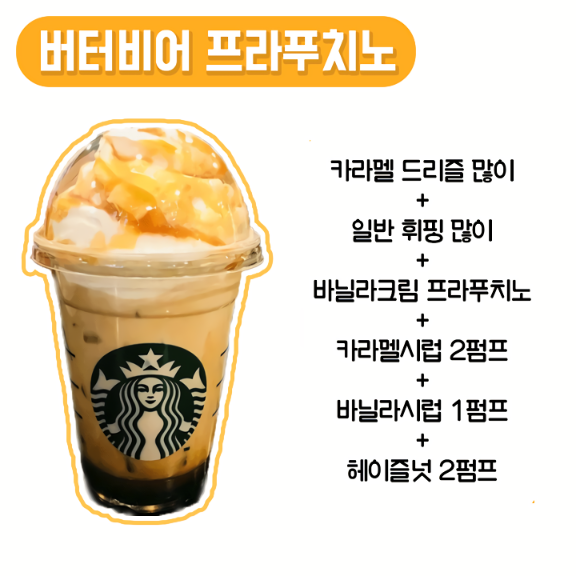 버터비어 프라푸치노
카라멜 드리즐 많이
+
일반 휘핑 많이
+
바닐라크림 프라푸치노
+
카라멜시럽 2펌프
+
바닐라시럽 1펌프
+
헤이즐넛 2펌프